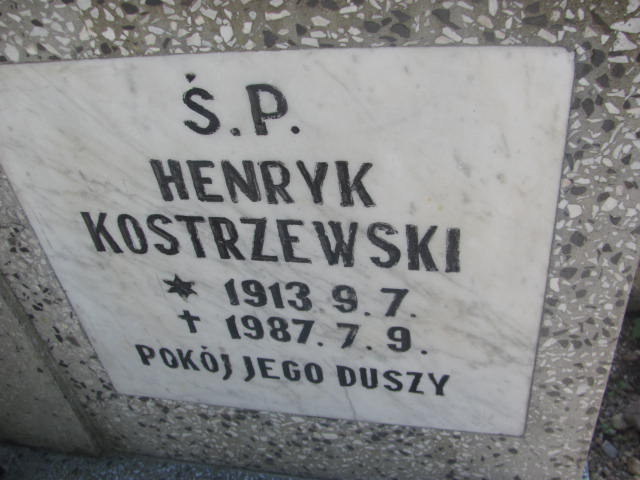 Ś.P.
HENRYK
KOSTRZEWSKI
* 1913.9.7.
✝ 1987.7.9.
POKÓJ JEGO DUSZY